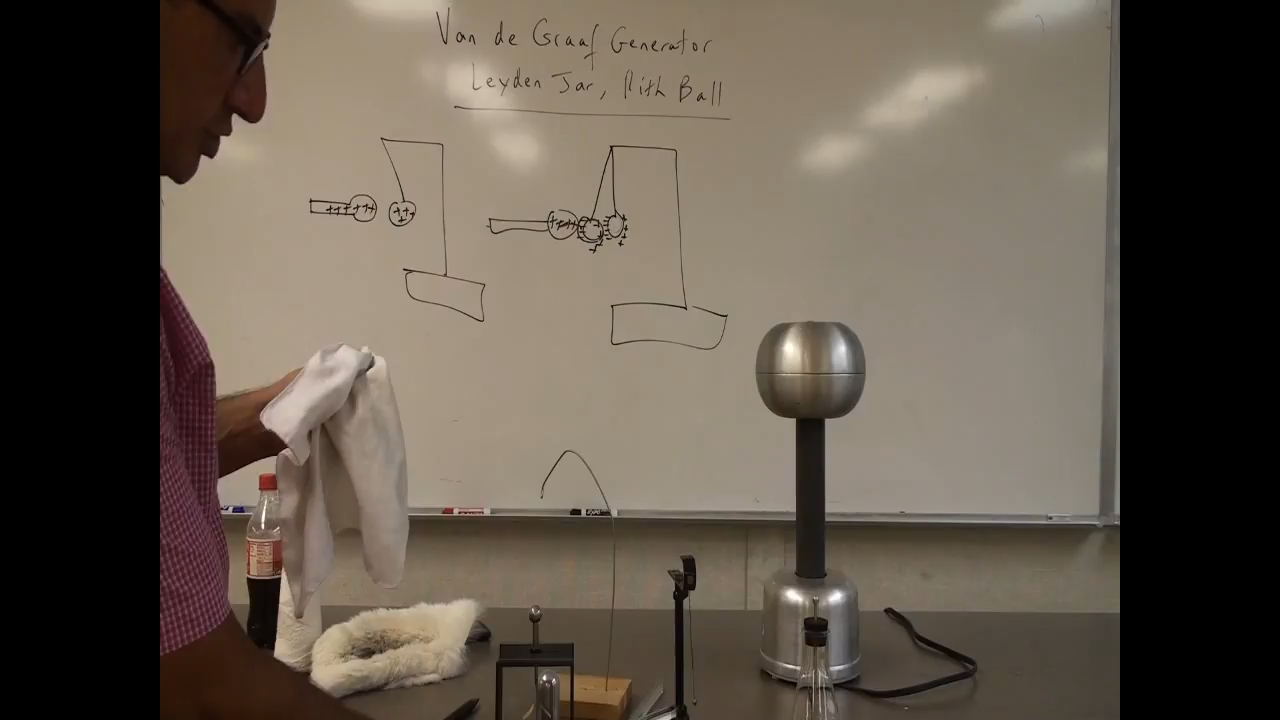 Van de Graaf Generator
Leyden Jar, Pith Ball